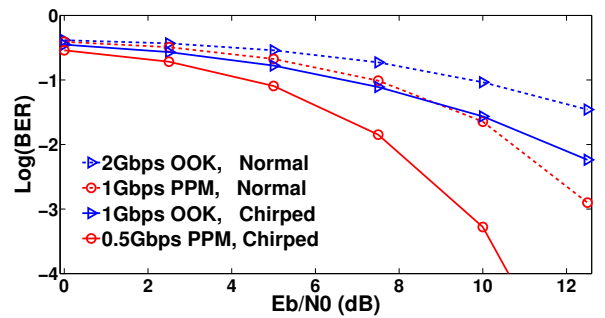 0
Log(BER)
-1
-2
-3
-4
2Gbps OOK, Normal
1Gbps PPM, Normal
1Gbps OOK, Chirped
0.5Gbps PPM, Chirped
0 2 4 6 8 10 12
Eb/N0 (dB)